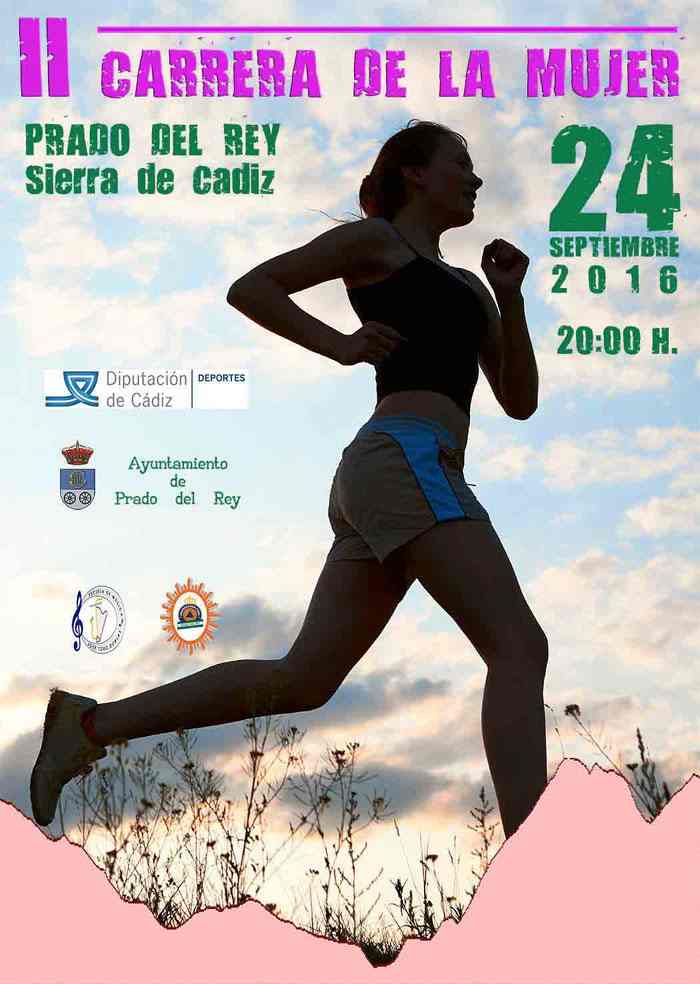 II CARRERA DE LA MUJER
PRADO DEL REY
Sierra de Cadiz
24
SEPTIEMBRE
2016
20:00 H.
Diputación
de Cádiz
DEPORTES
Ayuntamiento
de
Prado del Rey